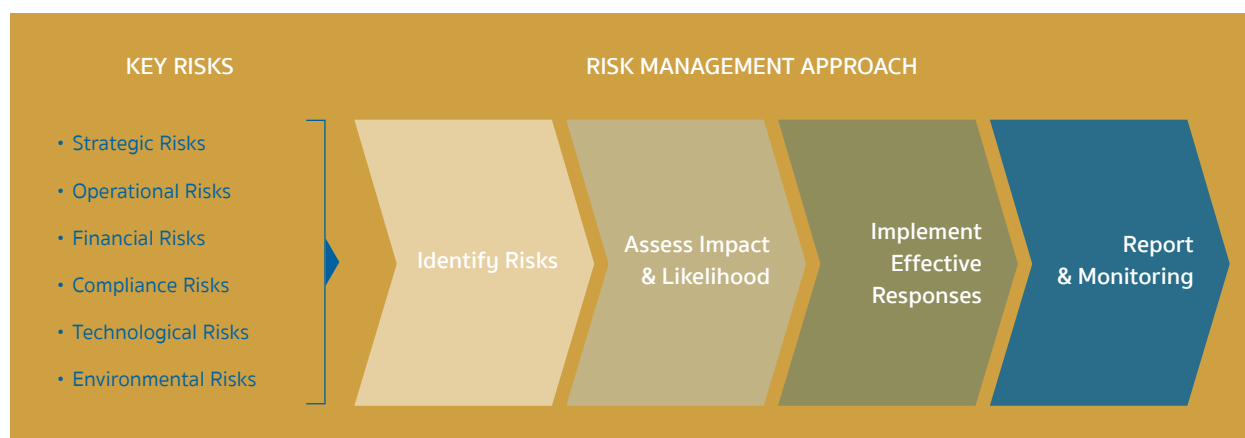 KEY RISKS
• Strategic Risks
• Operational Risks
• Financial Risks
• Compliance Risks
• Technological Risks
• Environmental Risks
RISK MANAGEMENT APPROACH
Identify Risks
Assess Impact
& Likelihood
Implement
Effective
Responses
Report
& Monitoring